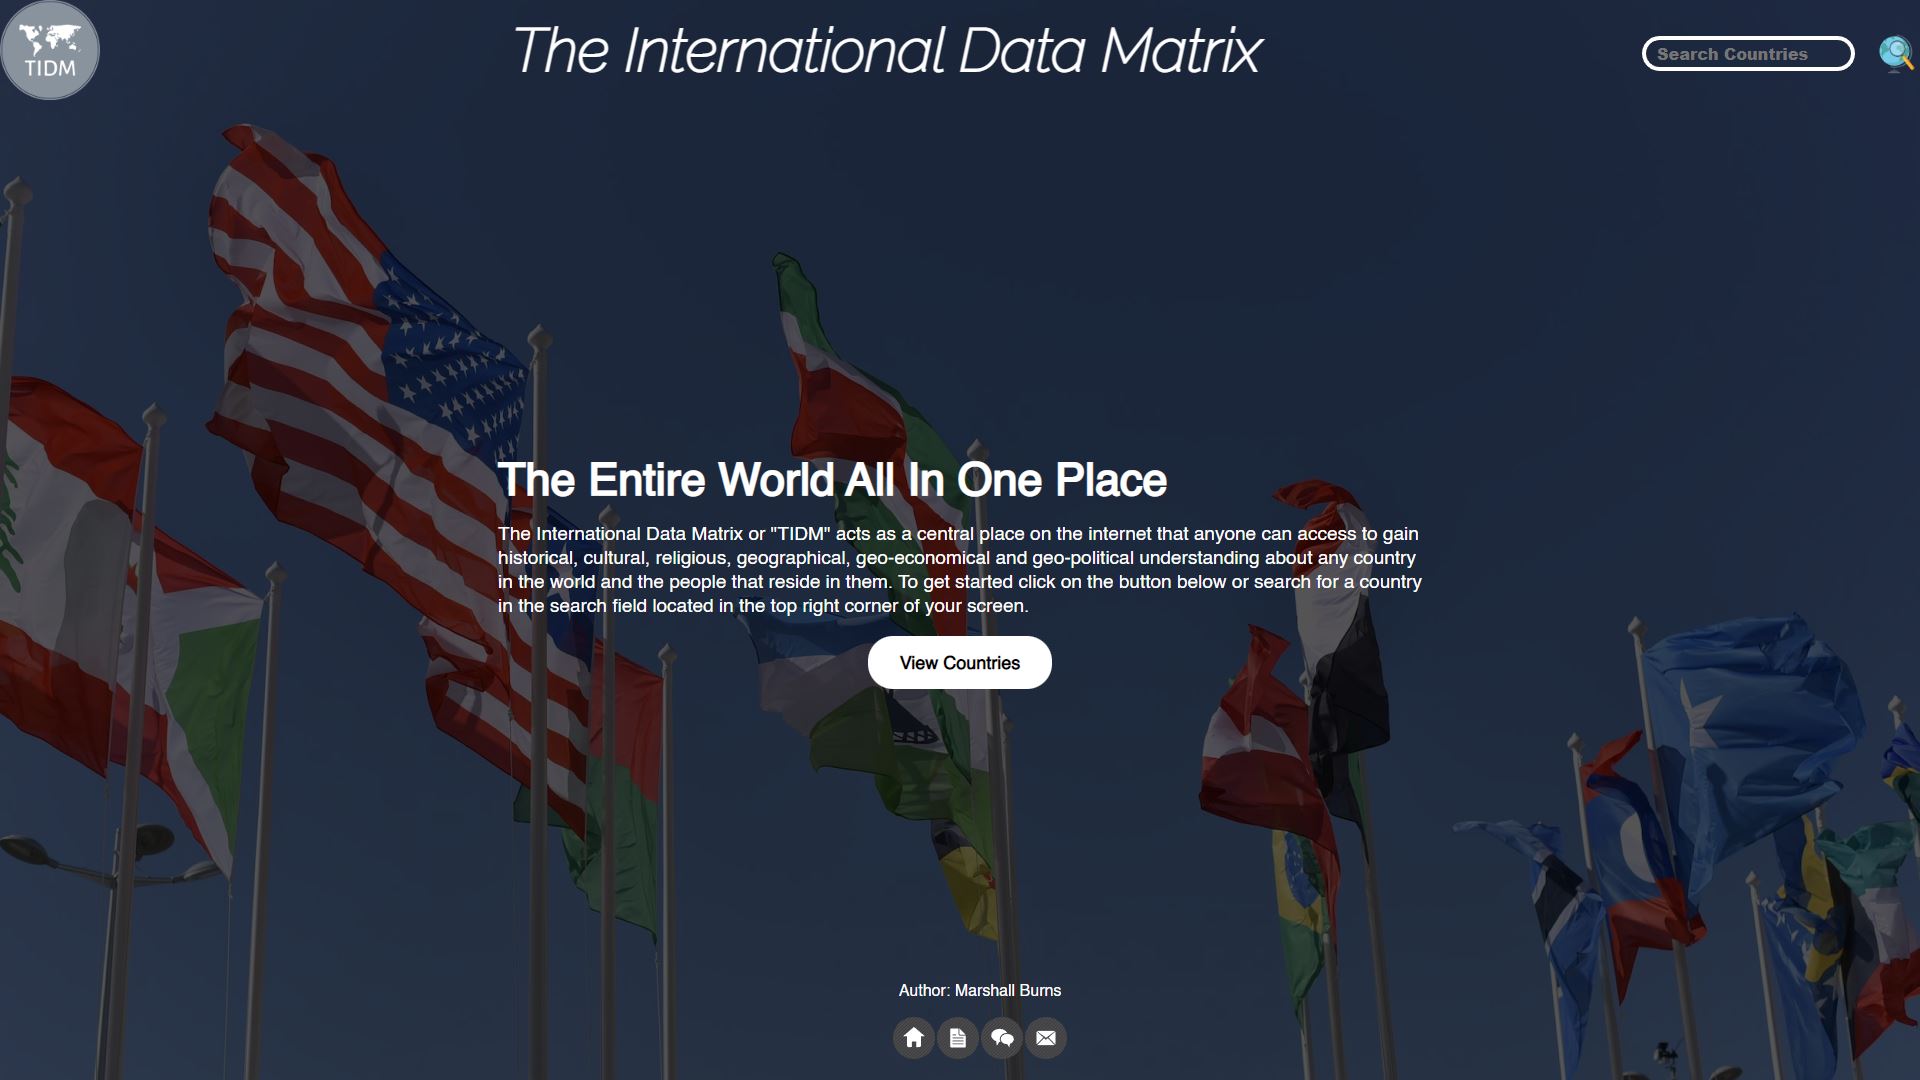 TIDM
The International Data Matrix
Search Countries
The Entire World All In One Place
The International Data Matrix or "TIDM" acts as a central place on the internet that anyone can access to gain
historical, cultural, religious, geographical, geo-economical and geo-political understanding about any country
in the world and the people that reside in them. To get started click on the button below or search for a country
in the search field located in the top right corner of your screen.
View Countries
Author: Marshall Burns